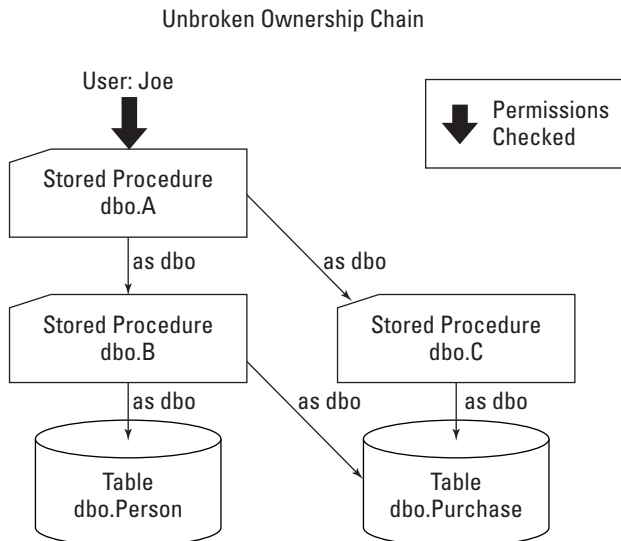 Unbroken Ownership Chain
User: Joe
Permissions
Checked
Stored Procedure
dbo.A
as dbo
as dbo
Stored Procedure
dbo.B
Stored Procedure
dbo.C
as dbo
as dbo
as dbo
Table
dbo.Person
Table
dbo.Purchase